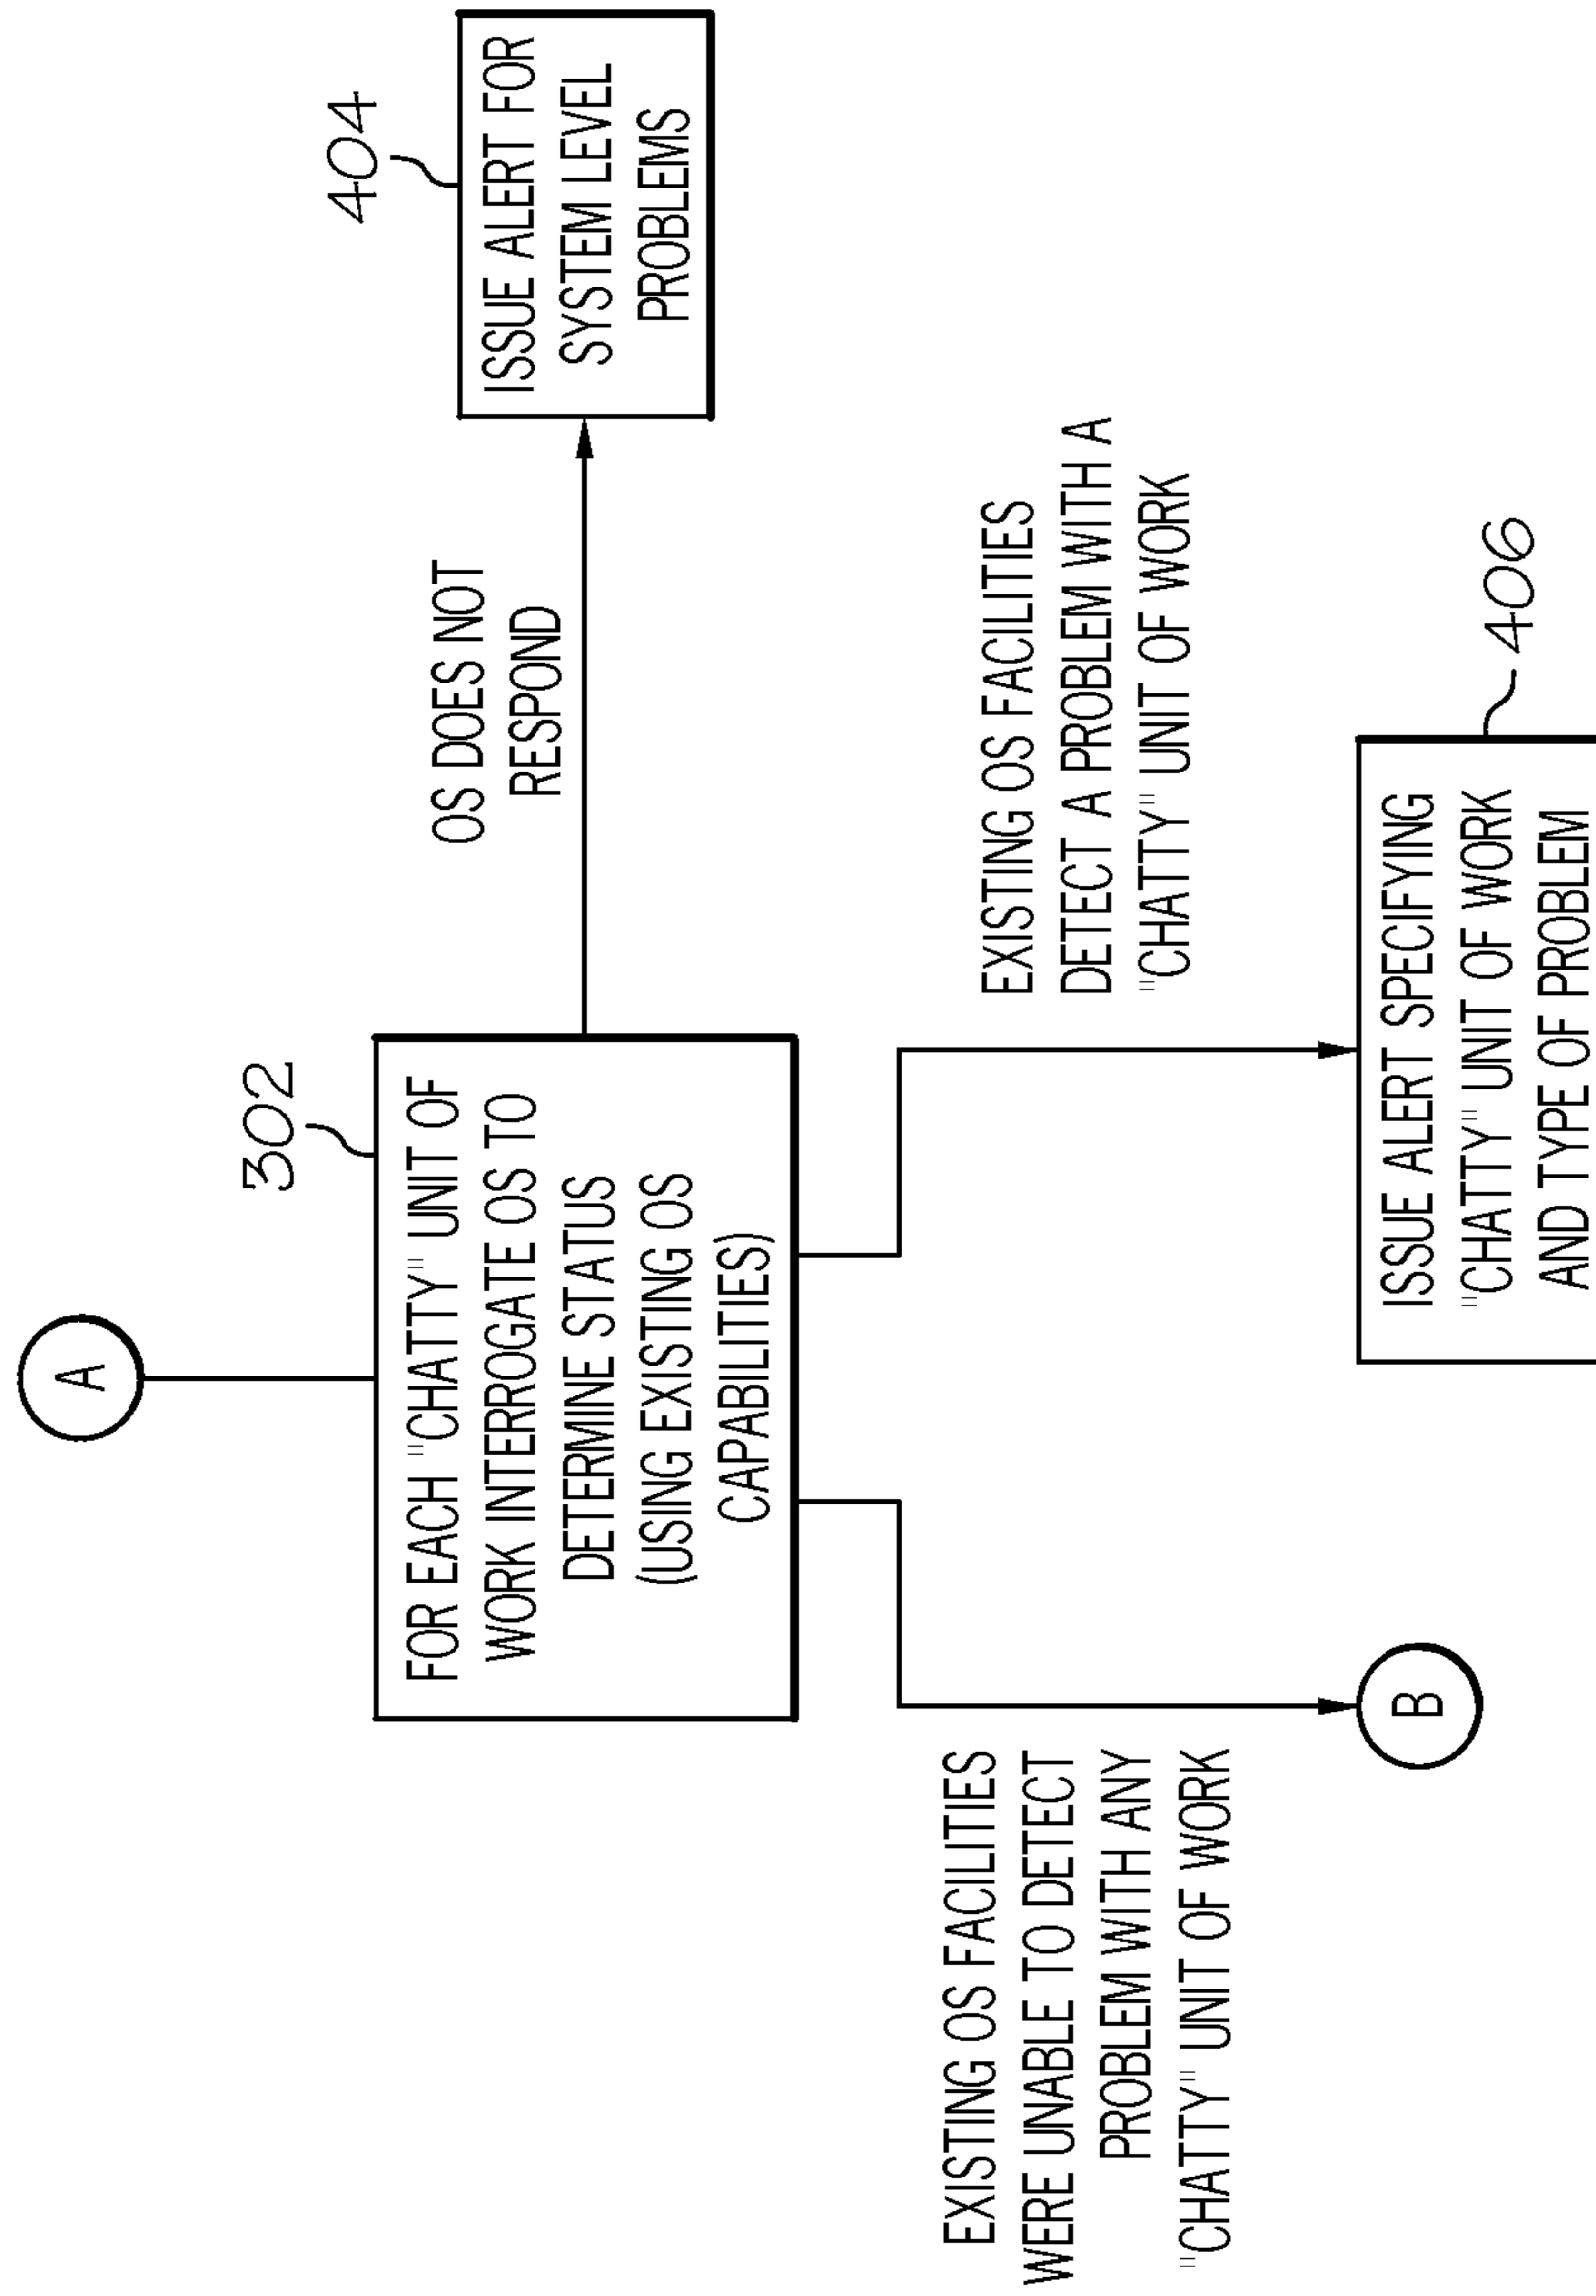 A
302
FOR EACH "CHATTY" UNIT OF
WORK INTERROGATE OS TO
DETERMINE STATUS
(USING EXISTING OS
CAPABILITIES)
OS DOES NOT
RESPOND
404
ISSUE ALERT FOR
SYSTEM LEVEL
PROBLEMS
EXISTING OS FACILITIES
WERE UNABLE TO DETECT
PROBLEM WITH ANY
"CHATTY" UNIT OF WORK
B
EXISTING OS FACILITIES
DETECT A PROBLEM WITH A
"CHATTY" UNIT OF WORK
406
ISSUE ALERT SPECIFYING
"CHATTY" UNIT OF WORK
AND TYPE OF PROBLEM